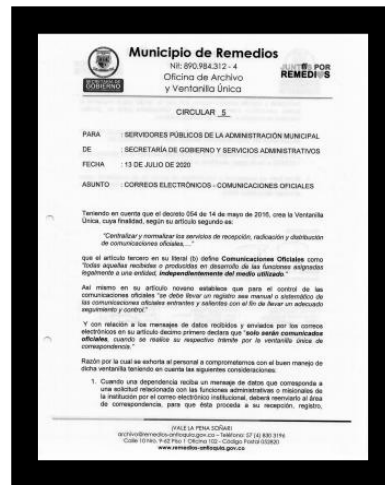 Municipio de Remedios
Nit: 890.984.312 - 4
Oficina de Archivo
y Ventanilla Única
SECRETARÍA DE
GOBIERNO
JUNTOS POR
REMEDIOS
CIRCULAR 5
PARA : SERVIDORES PÚBLICOS DE LA ADMINISTRACIÓN MUNICIPAL
DE : SECRETARÍA DE GOBIERNO Y SERVICIOS ADMINISTRATIVOS
FECHA : 13 DE JULIO DE 2020
ASUNTO : CORREOS ELECTRÓNICOS - COMUNICACIONES OFICIALES
Teniendo en cuenta que el decreto 054 de 14 de mayo de 2016, crea la Ventanilla
Única, cuya finalidad, según su artículo segundo es:
"Centralizar y normalizar los servicios de recepción, radicación y distribución
de comunicaciones oficiales,..."
que el artículo tercero en su literal (b) define Comunicaciones Oficiales como
"todas aquellas recibidas o producidas en desarrollo de las funciones asignadas
legalmente a una entidad, independientemente del medio utilizado."
Así mismo en su artículo noveno establece que para el control de las
comunicaciones oficiales "se debe llevar un registro sea manual o sistemático de
las comunicaciones oficiales entrantes y salientes con el fin de llevar un adecuado
seguimiento y control."
Y con relación a los mensajes de datos recibidos y enviados por los correos
electrónicos en su artículo decimo primero declara que "solo serán comunicados
oficiales, cuando se realice su respectivo trámite por la ventanilla única de
correspondencia."
Razón por la cual se exhorta al personal a comprometernos con el buen manejo de
dicha ventanilla teniendo en cuenta las siguientes consideraciones:
1. Cuando una dependencia reciba un mensaje de datos que corresponda a
una solicitud relacionada con las funciones administrativas o misionales de
la institución por el correo electrónico institucional, deberá reenviarlo al área
de correspondencia, para que ésta proceda a su recepción, registro,
¡VALE LA PENA SOÑAR!
archivo@remedios-antioquia.gov.co – Teléfono: 57 (4) 830 3196
Calle 10 Nro. 9-62 Piso 1 Oficina 102 - Código Postal 052820
www.remedios-antioquia.gov.co